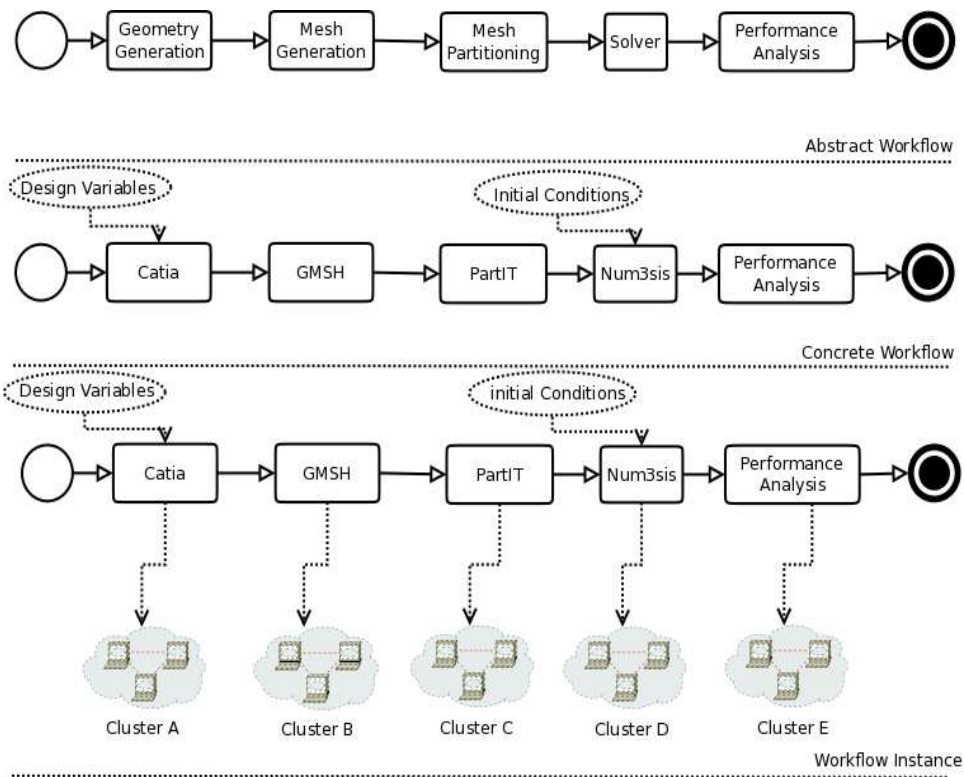 Geometry
Generation
Mesh
Generation
Mesh
Partitioning
Solver
Performance
Analysis
Abstract Workflow
Design Variables
Initial Conditions
Catia
GMSH
PartIT
Num3sis
Performance
Analysis
Concrete Workflow
Design Variables
initial Conditions
Catia
GMSH
PartIT
Num3sis
Performance
Analysis
Cluster A
Cluster B
Cluster C
Cluster D
Cluster E
Workflow Instance